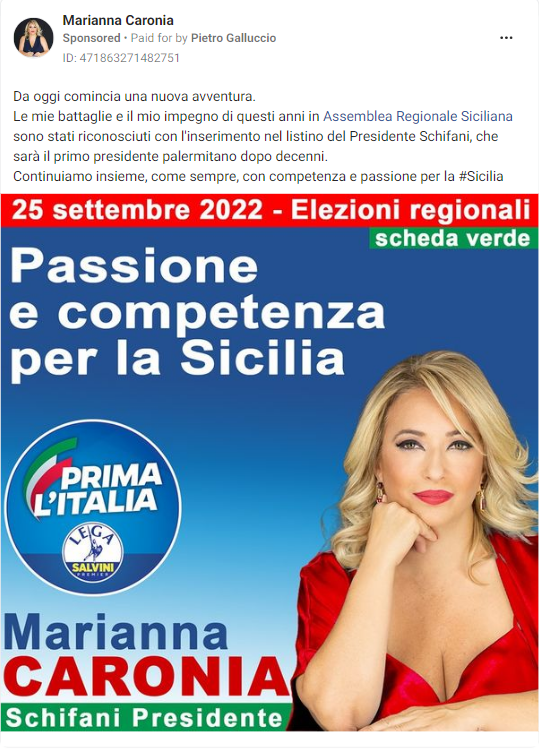 Marianna Caronia
Sponsored • Paid for by Pietro Galluccio
ID: 471863271482751
Da oggi comincia una nuova avventura.
Le mie battaglie e il mio impegno di questi anni in Assemblea Regionale Siciliana
sono stati riconosciuti con l'inserimento nel listino del Presidente Schifani, che
sarà il primo presidente palermitano dopo decenni.
Continuiamo insieme, come sempre, con competenza e passione per la #Sicilia
25 settembre 2022 - Elezioni regionali
scheda verde
Passione
e competenza
per la Sicilia
PRIMA
L'ITALIA
LEGA
SALVINI
PREMIER
Marianna
CARONIA
Schifani Presidente